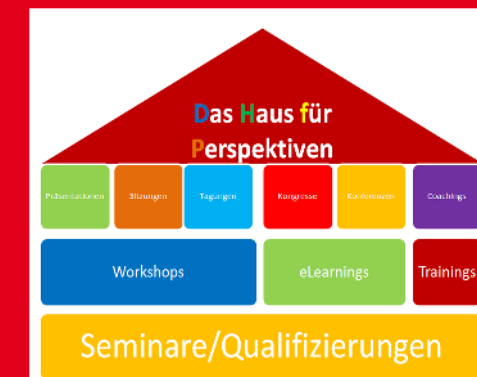 Das Haus für
Perspektiven
Präsentationen Sitzungen Tagungen Kongresse Konferenzen Coachings
Workshops eLearnings Trainings
Seminare/Qualifizierungen